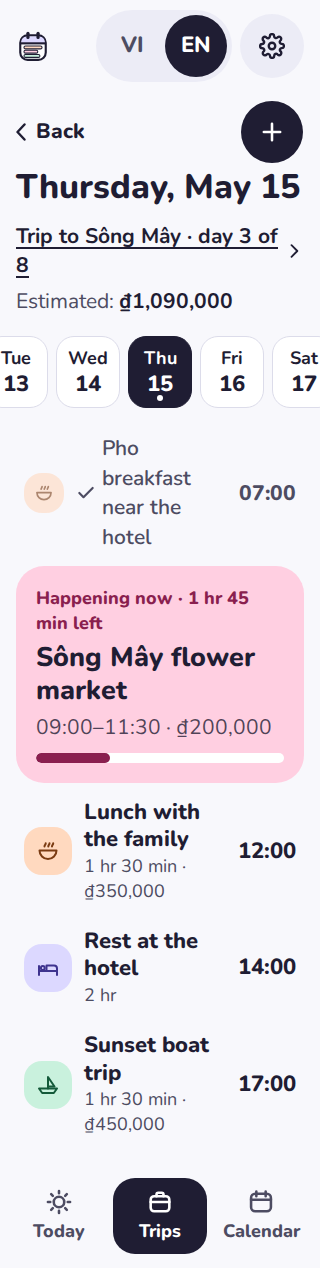 VI
EN
Back
Thursday, May 15
Trip to Sông Mây · day 3 of
8
Estimated: ₫1,090,000
Tue
13
Wed
14
Thu
15
Fri
16
Sat
17
Pho
breakfast
near the
hotel
07:00
Happening now · 1 hr 45
min left
Sông Mây flower
market
09:00–11:30 · ₫200,000
Lunch with
the family
1 hr 30 min ·
₫350,000
12:00
Rest at the
hotel
2 hr
14:00
Sunset boat
trip
1 hr 30 min ·
₫450,000
17:00
Today
Trips
Calendar